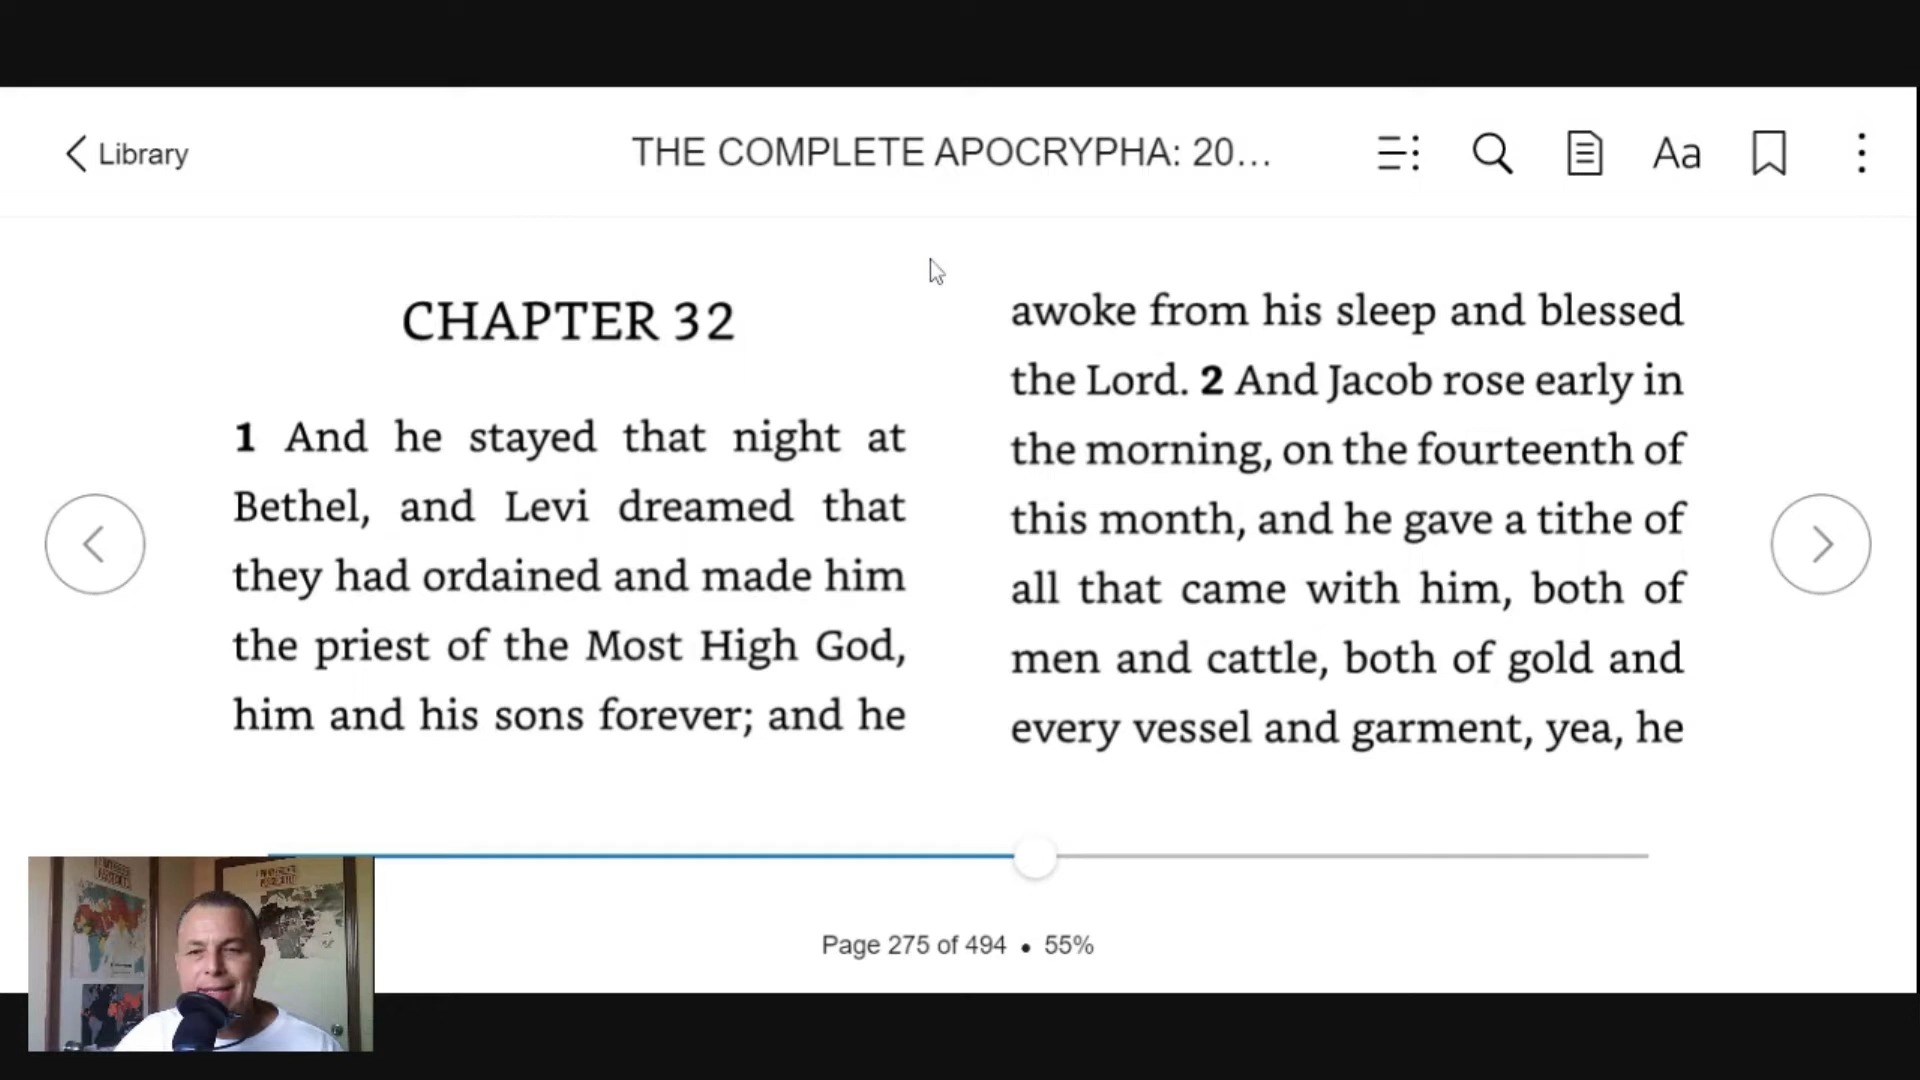 Library
THE COMPLETE APOCRYPHA: 20...
Aa
CHAPTER 32
1 And he stayed that night at
Bethel, and Levi dreamed that
they had ordained and made him
the priest of the Most High God,
him and his sons forever; and he
awoke from his sleep and blessed
the Lord. 2 And Jacob rose early in
the morning, on the fourteenth of
this month, and he gave a tithe of
all that came with him, both of
men and cattle, both of gold and
every vessel and garment, yea, he
Page 275 of 494 • 55%